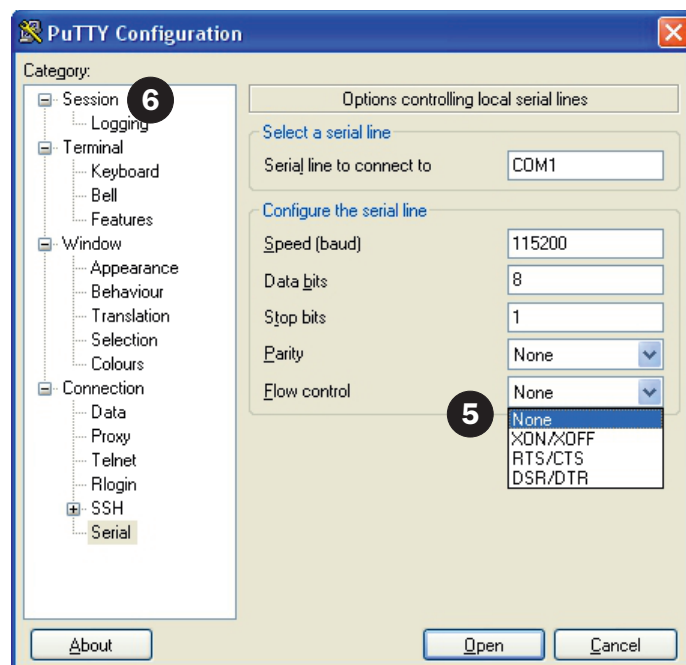 PuTTY Configuration
Category:
Session 6
Logging
Terminal
Keyboard
Bell
Features
Window
Appearance
Behaviour
Translation
Selection
Colours
Connection
Data
Proxy
Telnet
Rlogin
SSH
Serial
Options controlling local serial lines
Select a serial line
Serial line to connect to COM1
Configure the serial line
Speed (baud) 115200
Data bits 8
Stop bits 1
Parity None
Flow control None
5 None
XON/XOFF
RTS/CTS
DSR/DTR
About Open Cancel